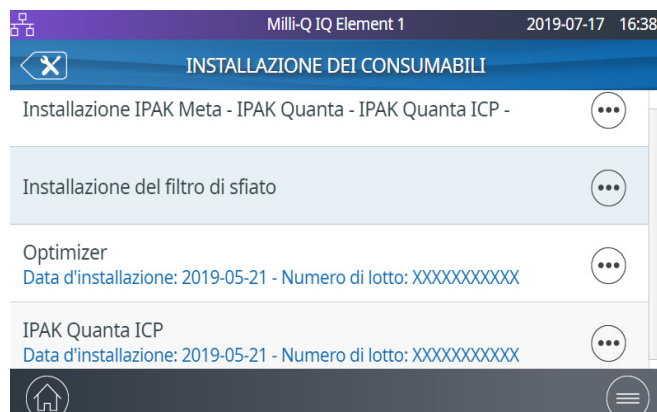 Milli-Q IQ Element 1 2019-07-17 16:38
INSTALLAZIONE DEI CONSUMABILI
Installazione IPAK Meta - IPAK Quanta - IPAK Quanta ICP -
Installazione del filtro di sfiato
Optimizer
Data d'installazione: 2019-05-21 - Numero di lotto: XXXXXXXXXXX
IPAK Quanta ICP
Data d'installazione: 2019-05-21 - Numero di lotto: XXXXXXXXXXX